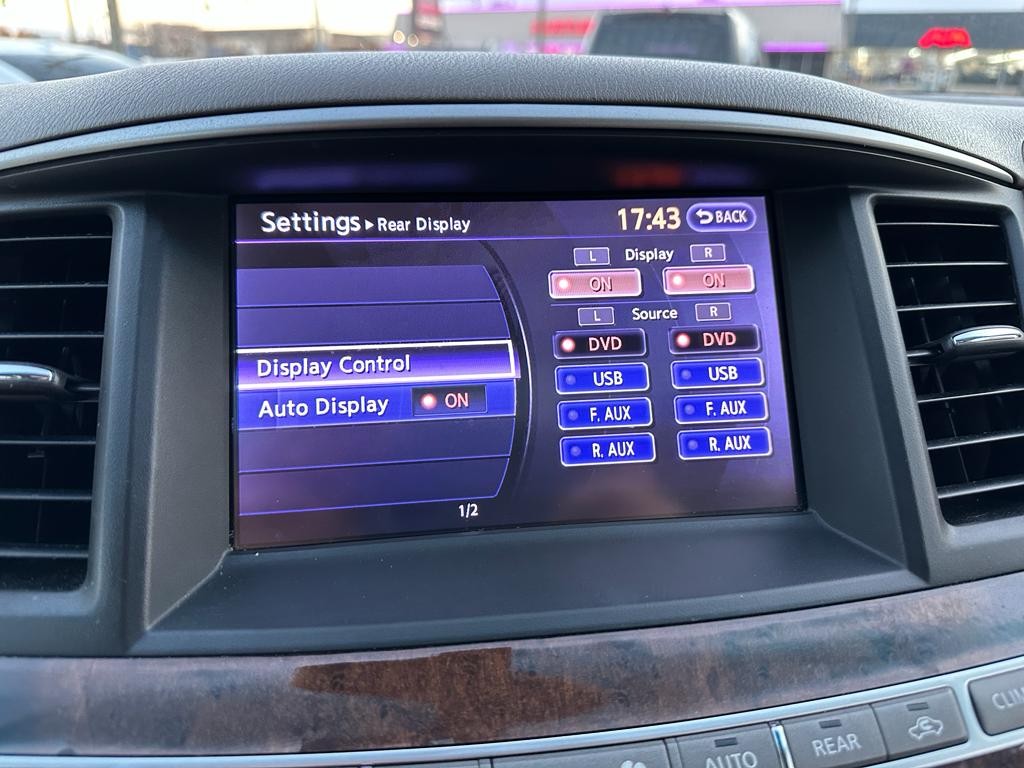 Settings ▸ Rear Display 17:43 BACK
L Display R
ON ON
L Source R
DVD DVD
Display Control
USB USB
Auto Display ON
F. AUX F. AUX
R. AUX R. AUX
1/2
AUTO REAR CLIM